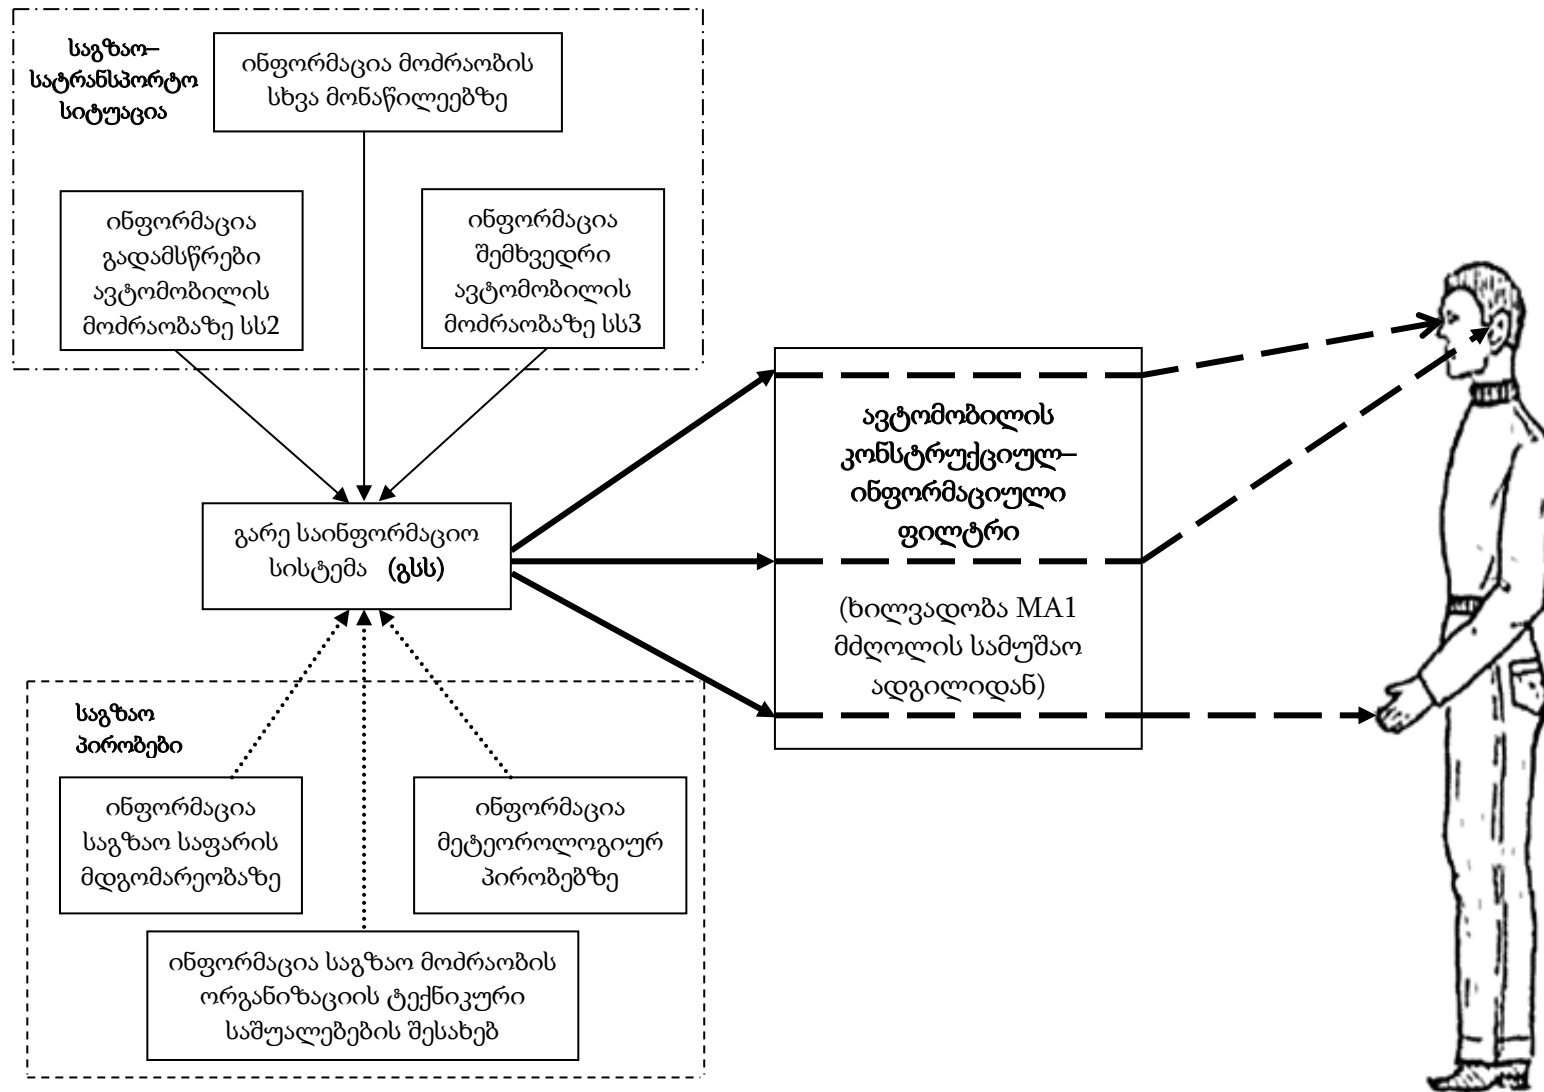 საგზაო–
სატრანსპორტო
სიტუაცია
ინფორმაცია მოძრაობის
სხვა მონაწილეებზე
ინფორმაცია
გადამსწრები
ავტომობილის
მოძრაობაზე სს2
ინფორმაცია
შემხვედრი
ავტომობილის
მოძრაობაზე სს3
გარე საინფორმაციო
სისტემა (გსს)
ავტომობილის
კონსტრუქციულ–
ინფორმაციული
ფილტრი
(ხილვადობა MA1
მძღოლის სამუშაო
ადგილიდან)
საგზაო
პირობები
ინფორმაცია
საგზაო საფარის
მდგომარეობაზე
ინფორმაცია
მეტეოროლოგიურ
პირობებზე
ინფორმაცია საგზაო მოძრაობის
ორგანიზაციის ტექნიკური
საშუალებების შესახებ